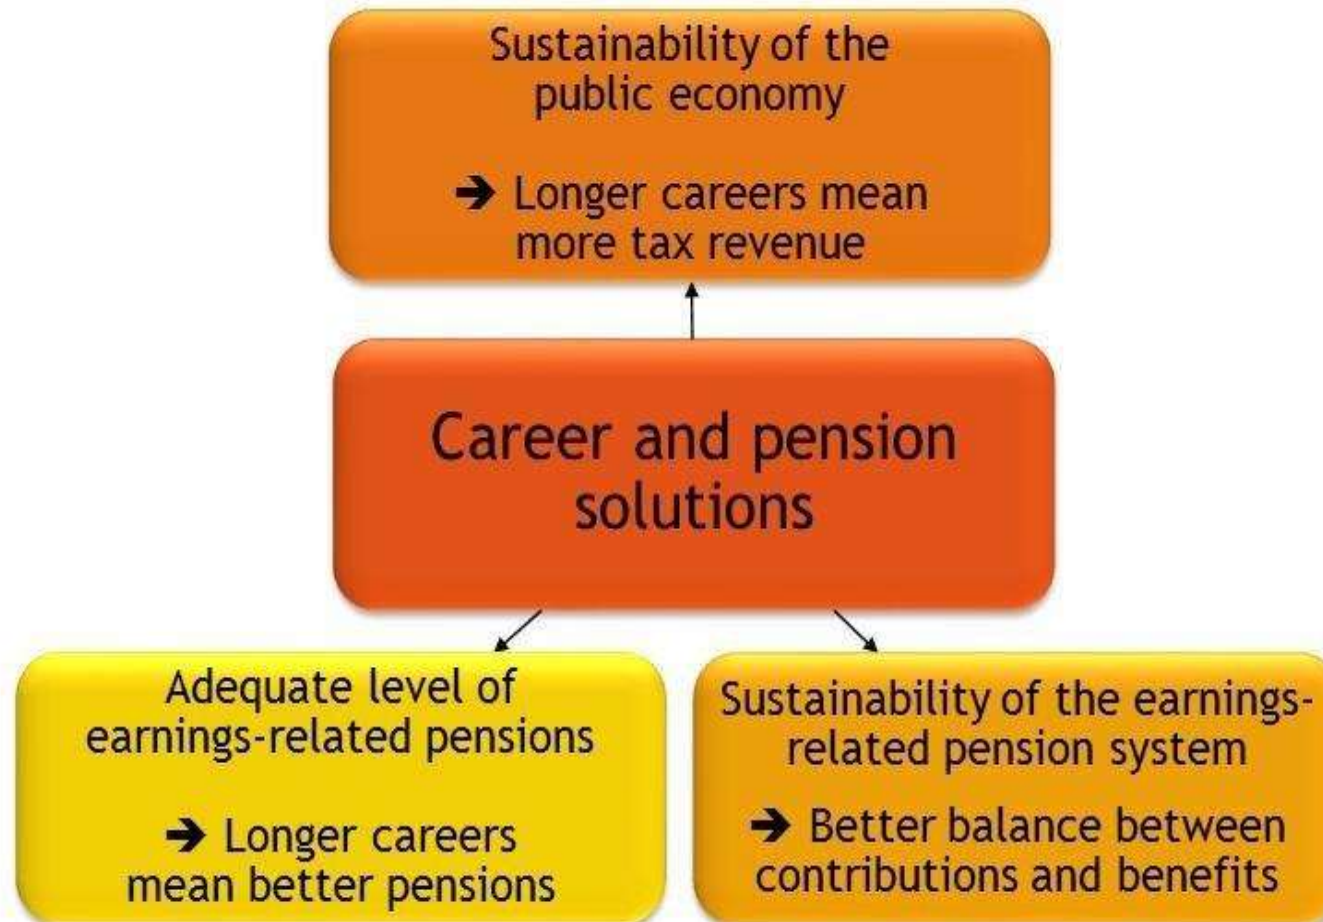 Sustainability of the
public economy
➔ Longer careers mean
more tax revenue
Career and pension
solutions
Adequate level of
earnings-related pensions
➔ Longer careers
mean better pensions
Sustainability of the earnings-
related pension system
➔ Better balance between
contributions and benefits